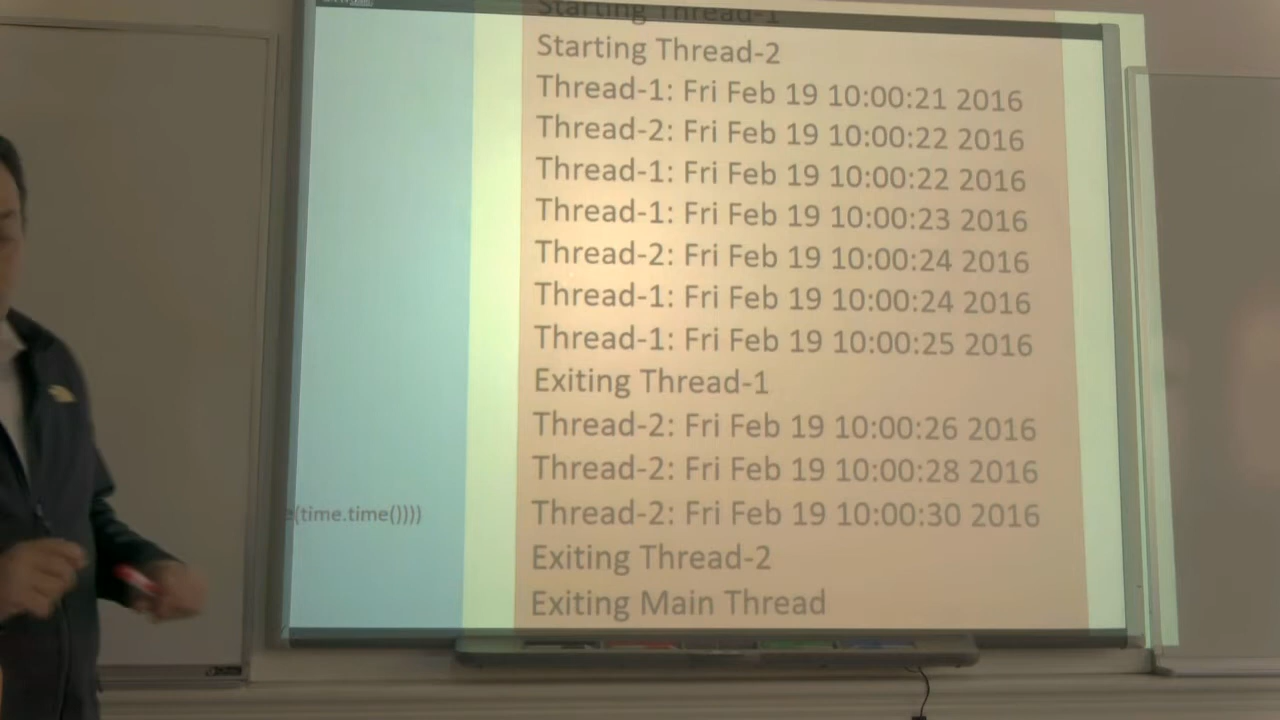 Starting Thread-1
Starting Thread-2
Thread-1: Fri Feb 19 10:00:21 2016
Thread-2: Fri Feb 19 10:00:22 2016
Thread-1: Fri Feb 19 10:00:22 2016
Thread-1: Fri Feb 19 10:00:23 2016
Thread-2: Fri Feb 19 10:00:24 2016
Thread-1: Fri Feb 19 10:00:24 2016
Thread-1: Fri Feb 19 10:00:25 2016
Exiting Thread-1
Thread-2: Fri Feb 19 10:00:26 2016
Thread-2: Fri Feb 19 10:00:28 2016
e(time.time())))
Thread-2: Fri Feb 19 10:00:30 2016
Exiting Thread-2
Exiting Main Thread